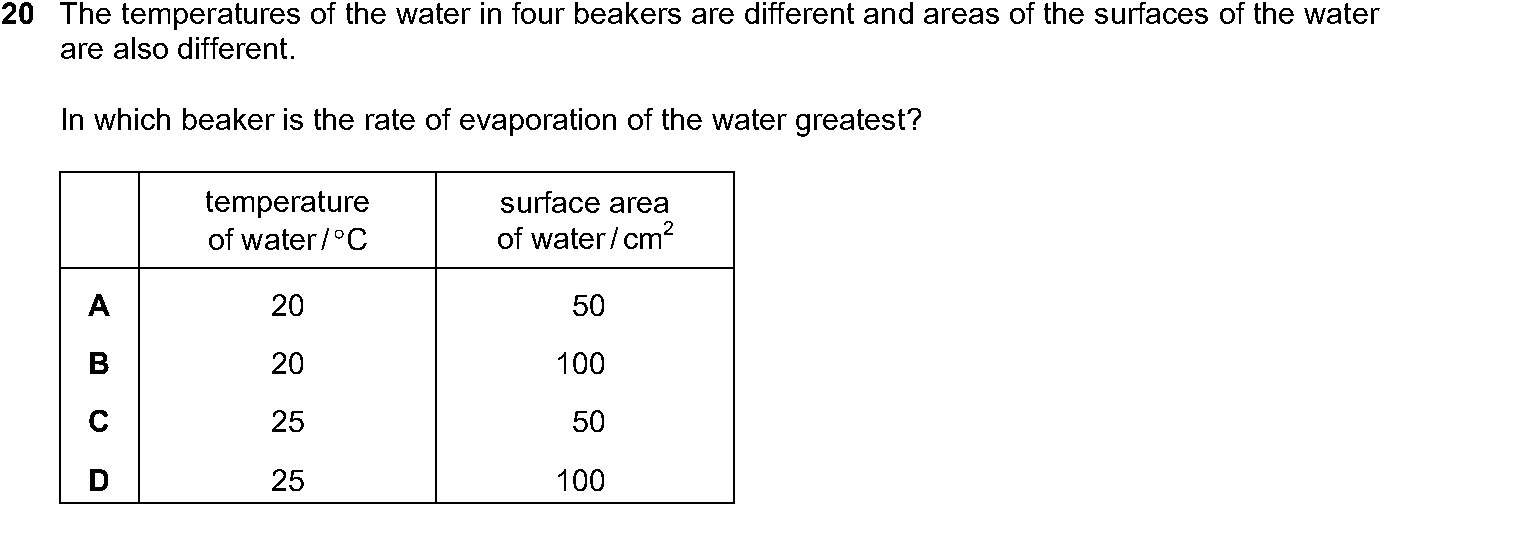 20 The temperatures of the water in four beakers are different and areas of the surfaces of the water
are also different.
In which beaker is the rate of evaporation of the water greatest?
temperature of water / °C surface area of water / cm²
A 20 50
B 20 100
C 25 50
D 25 100